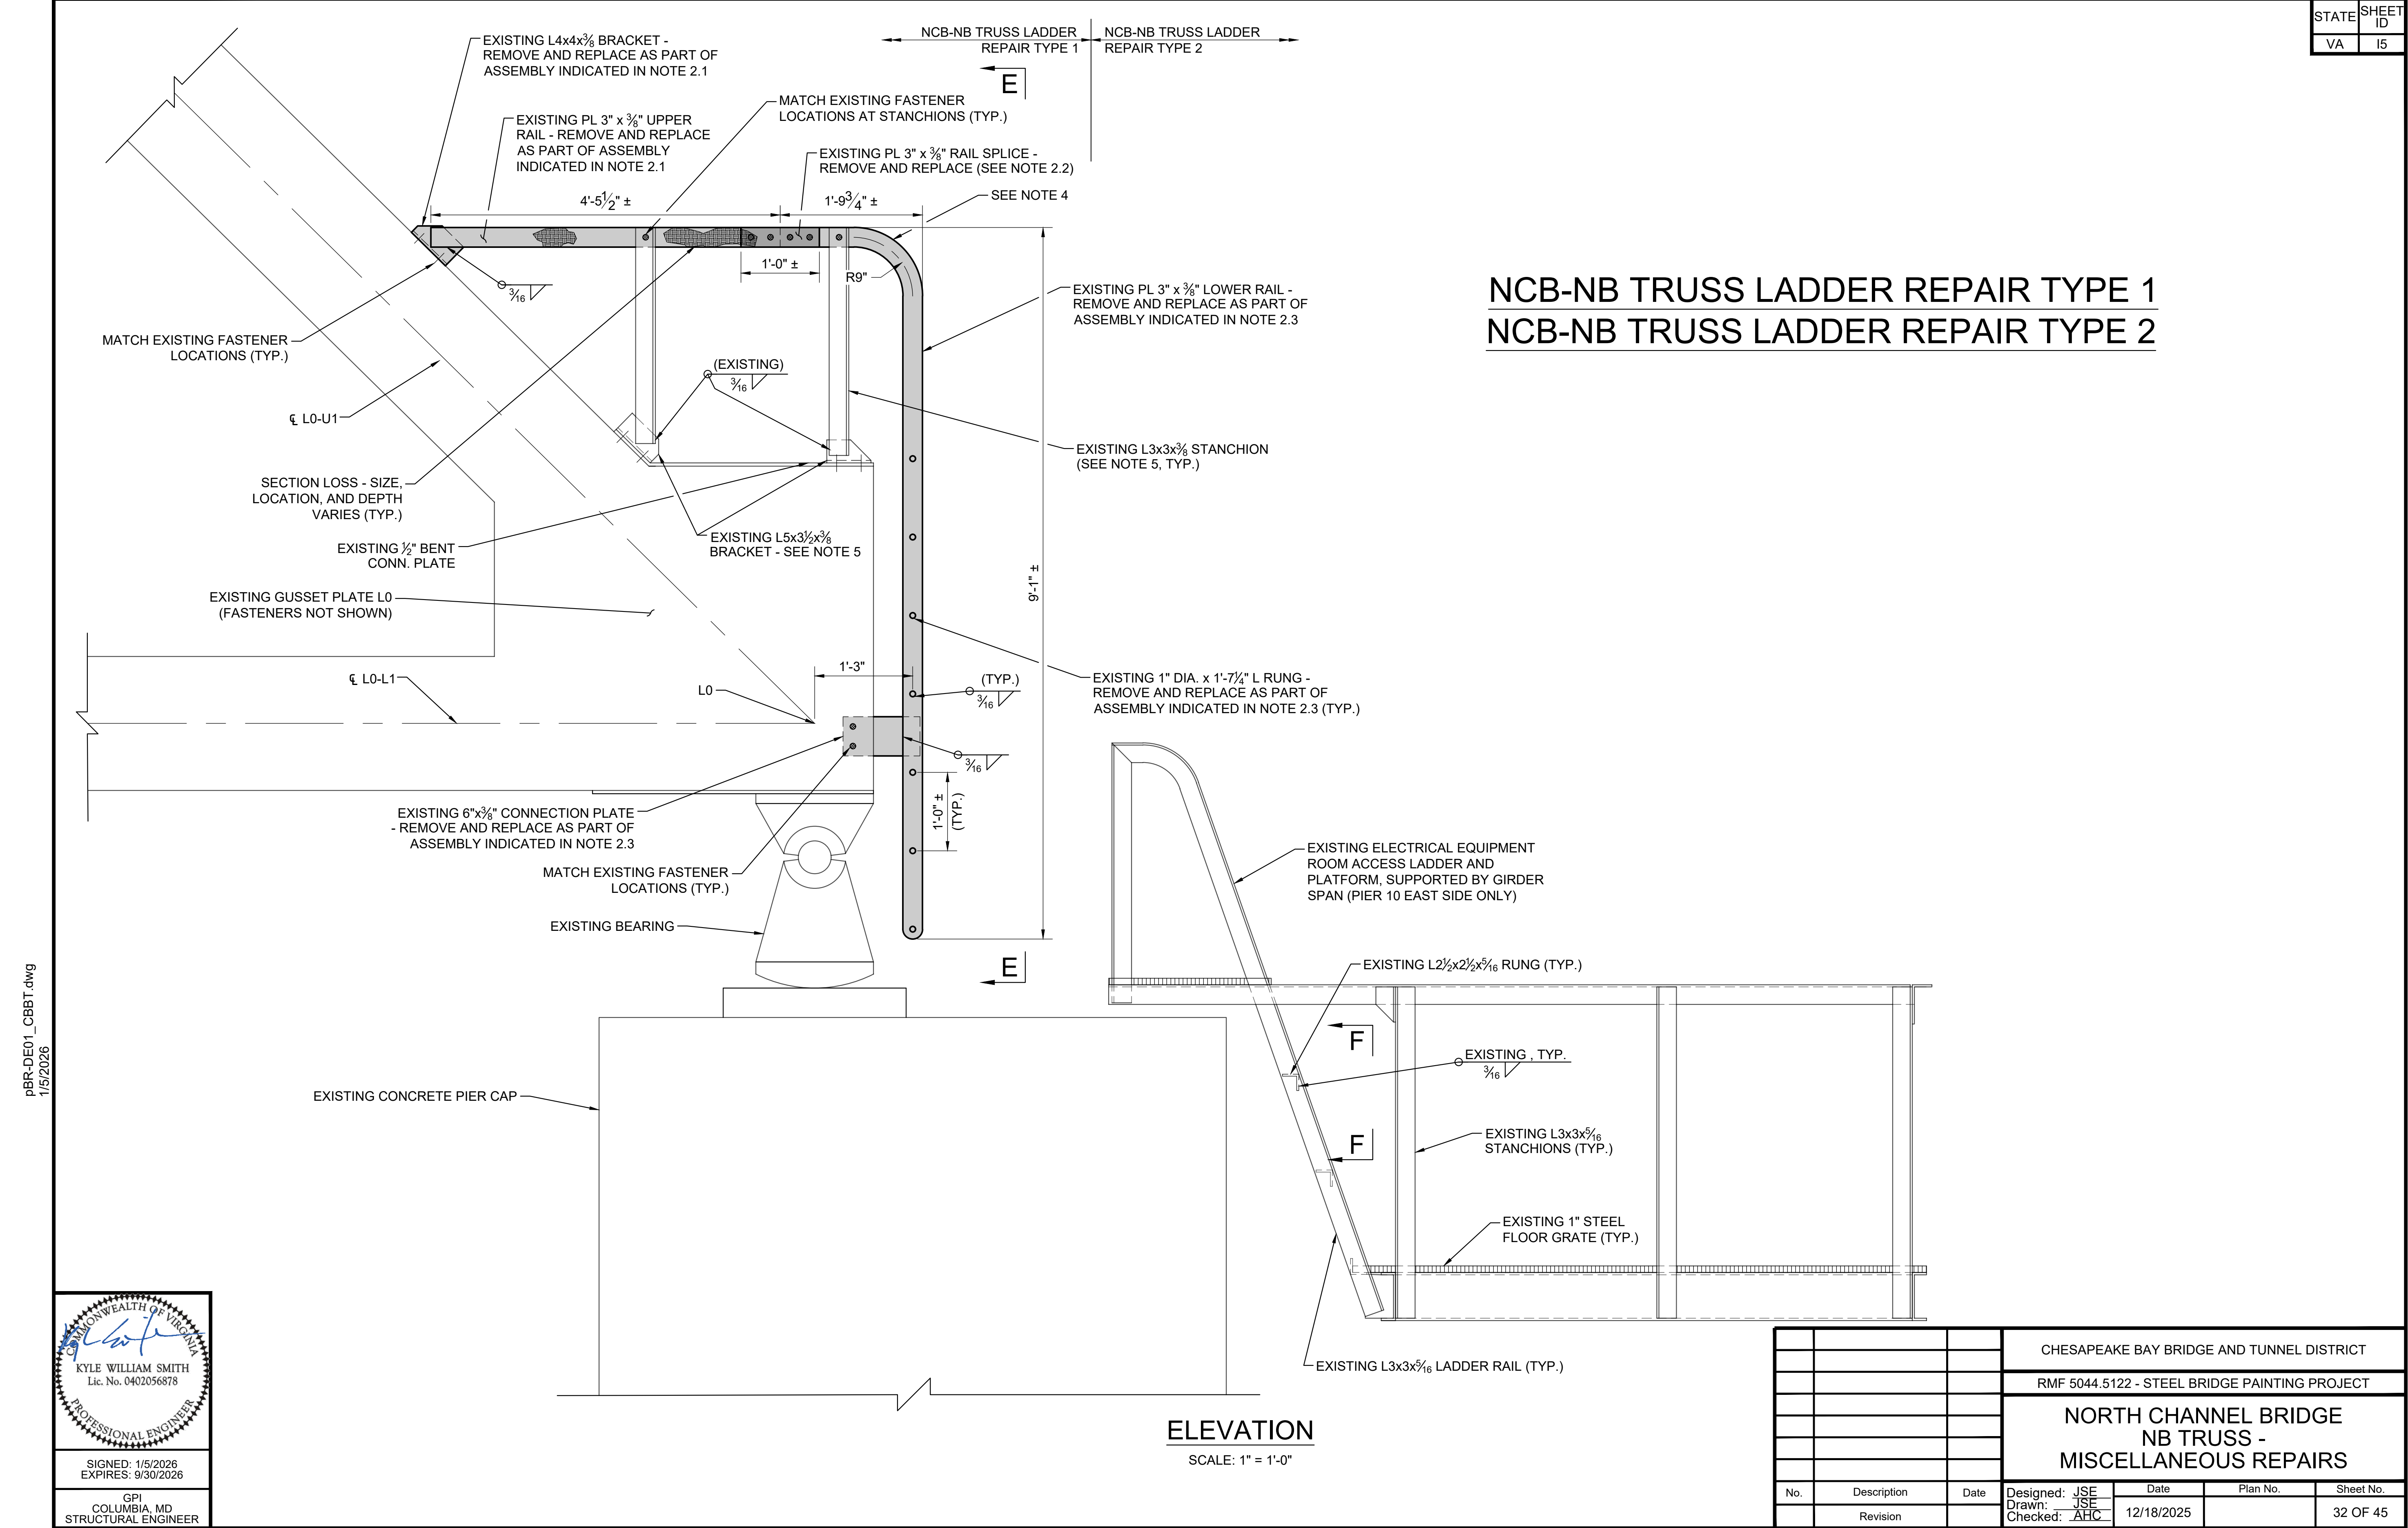 STATE
SHEET
ID
VA
I5
NCB-NB TRUSS LADDER
REPAIR TYPE 1
NCB-NB TRUSS LADDER
REPAIR TYPE 2
E
EXISTING L4x4x⅜ BRACKET -
REMOVE AND REPLACE AS PART OF
ASSEMBLY INDICATED IN NOTE 2.1
MATCH EXISTING FASTENER
LOCATIONS AT STANCHIONS (TYP.)
EXISTING PL 3" x ⅜" UPPER
RAIL - REMOVE AND REPLACE
AS PART OF ASSEMBLY
INDICATED IN NOTE 2.1
EXISTING PL 3" x ⅜" RAIL SPLICE -
REMOVE AND REPLACE (SEE NOTE 2.2)
4'-5½" ±
1'-9¾" ±
SEE NOTE 4
1'-0" ±
R9"
3/16
EXISTING PL 3" x ⅜" LOWER RAIL -
REMOVE AND REPLACE AS PART OF
ASSEMBLY INDICATED IN NOTE 2.3
NCB-NB TRUSS LADDER REPAIR TYPE 1
NCB-NB TRUSS LADDER REPAIR TYPE 2
MATCH EXISTING FASTENER
LOCATIONS (TYP.)
(EXISTING)
3/16
℄ L0-U1
EXISTING L3x3x⅜ STANCHION
(SEE NOTE 5, TYP.)
SECTION LOSS - SIZE,
LOCATION, AND DEPTH
VARIES (TYP.)
EXISTING L5x3½x⅜
BRACKET - SEE NOTE 5
EXISTING ½" BENT
CONN. PLATE
9'-1" ±
EXISTING GUSSET PLATE L0
(FASTENERS NOT SHOWN)
1'-3"
℄ L0-L1
L0
(TYP.)
3/16
EXISTING 1" DIA. x 1'-7¼" L RUNG -
REMOVE AND REPLACE AS PART OF
ASSEMBLY INDICATED IN NOTE 2.3 (TYP.)
3/16
1'-0" ±
(TYP.)
EXISTING 6"x⅜" CONNECTION PLATE
- REMOVE AND REPLACE AS PART OF
ASSEMBLY INDICATED IN NOTE 2.3
MATCH EXISTING FASTENER
LOCATIONS (TYP.)
EXISTING ELECTRICAL EQUIPMENT
ROOM ACCESS LADDER AND
PLATFORM, SUPPORTED BY GIRDER
SPAN (PIER 10 EAST SIDE ONLY)
EXISTING BEARING
E
EXISTING L2½x2½x5/16 RUNG (TYP.)
F
EXISTING , TYP.
3/16
EXISTING CONCRETE PIER CAP
F
EXISTING L3x3x5/16
STANCHIONS (TYP.)
EXISTING 1" STEEL
FLOOR GRATE (TYP.)
EXISTING L3x3x5/16 LADDER RAIL (TYP.)
ELEVATION
SCALE: 1" = 1'-0"
pBR-DE01_CBBT.dwg
1/5/2026
COMMONWEALTH OF VIRGINIA
KYLE WILLIAM SMITH
Lic. No. 0402056878
PROFESSIONAL ENGINEER
SIGNED: 1/5/2026
EXPIRES: 9/30/2026
GPI
COLUMBIA, MD
STRUCTURAL ENGINEER
No.
Description
Date
Revision
CHESAPEAKE BAY BRIDGE AND TUNNEL DISTRICT
RMF 5044.5122 - STEEL BRIDGE PAINTING PROJECT
NORTH CHANNEL BRIDGE
NB TRUSS -
MISCELLANEOUS REPAIRS
Designed: JSE
Drawn: JSE
Checked: AHC
Date
12/18/2025
Plan No.
Sheet No.
32 OF 45